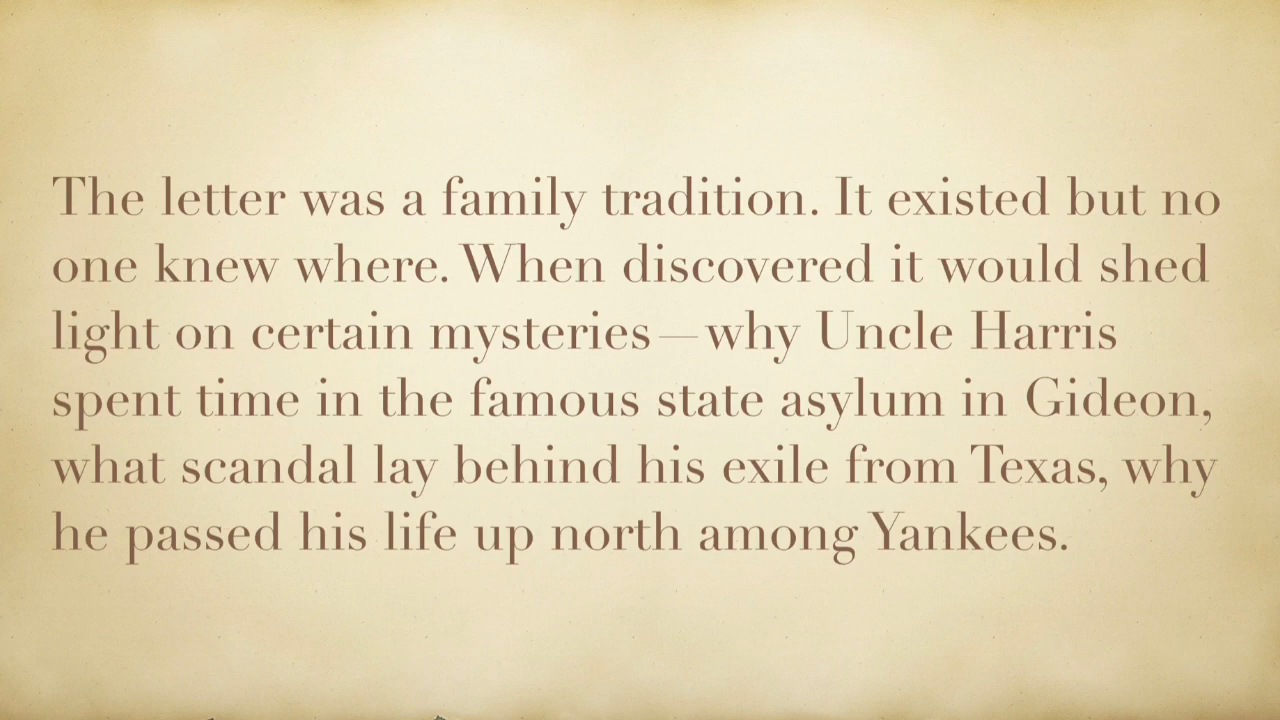 The letter was a family tradition. It existed but no
one knew where. When discovered it would shed
light on certain mysteries—why Uncle Harris
spent time in the famous state asylum in Gideon,
what scandal lay behind his exile from Texas, why
he passed his life up north among Yankees.